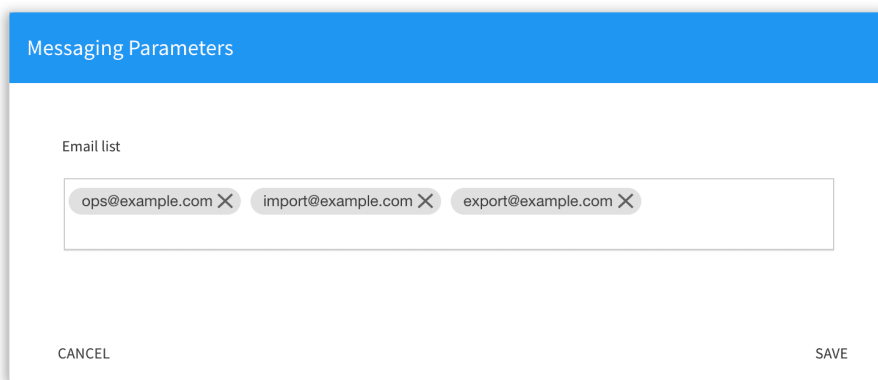 Messaging Parameters
Email list
ops@example.com import@example.com export@example.com
CANCEL SAVE